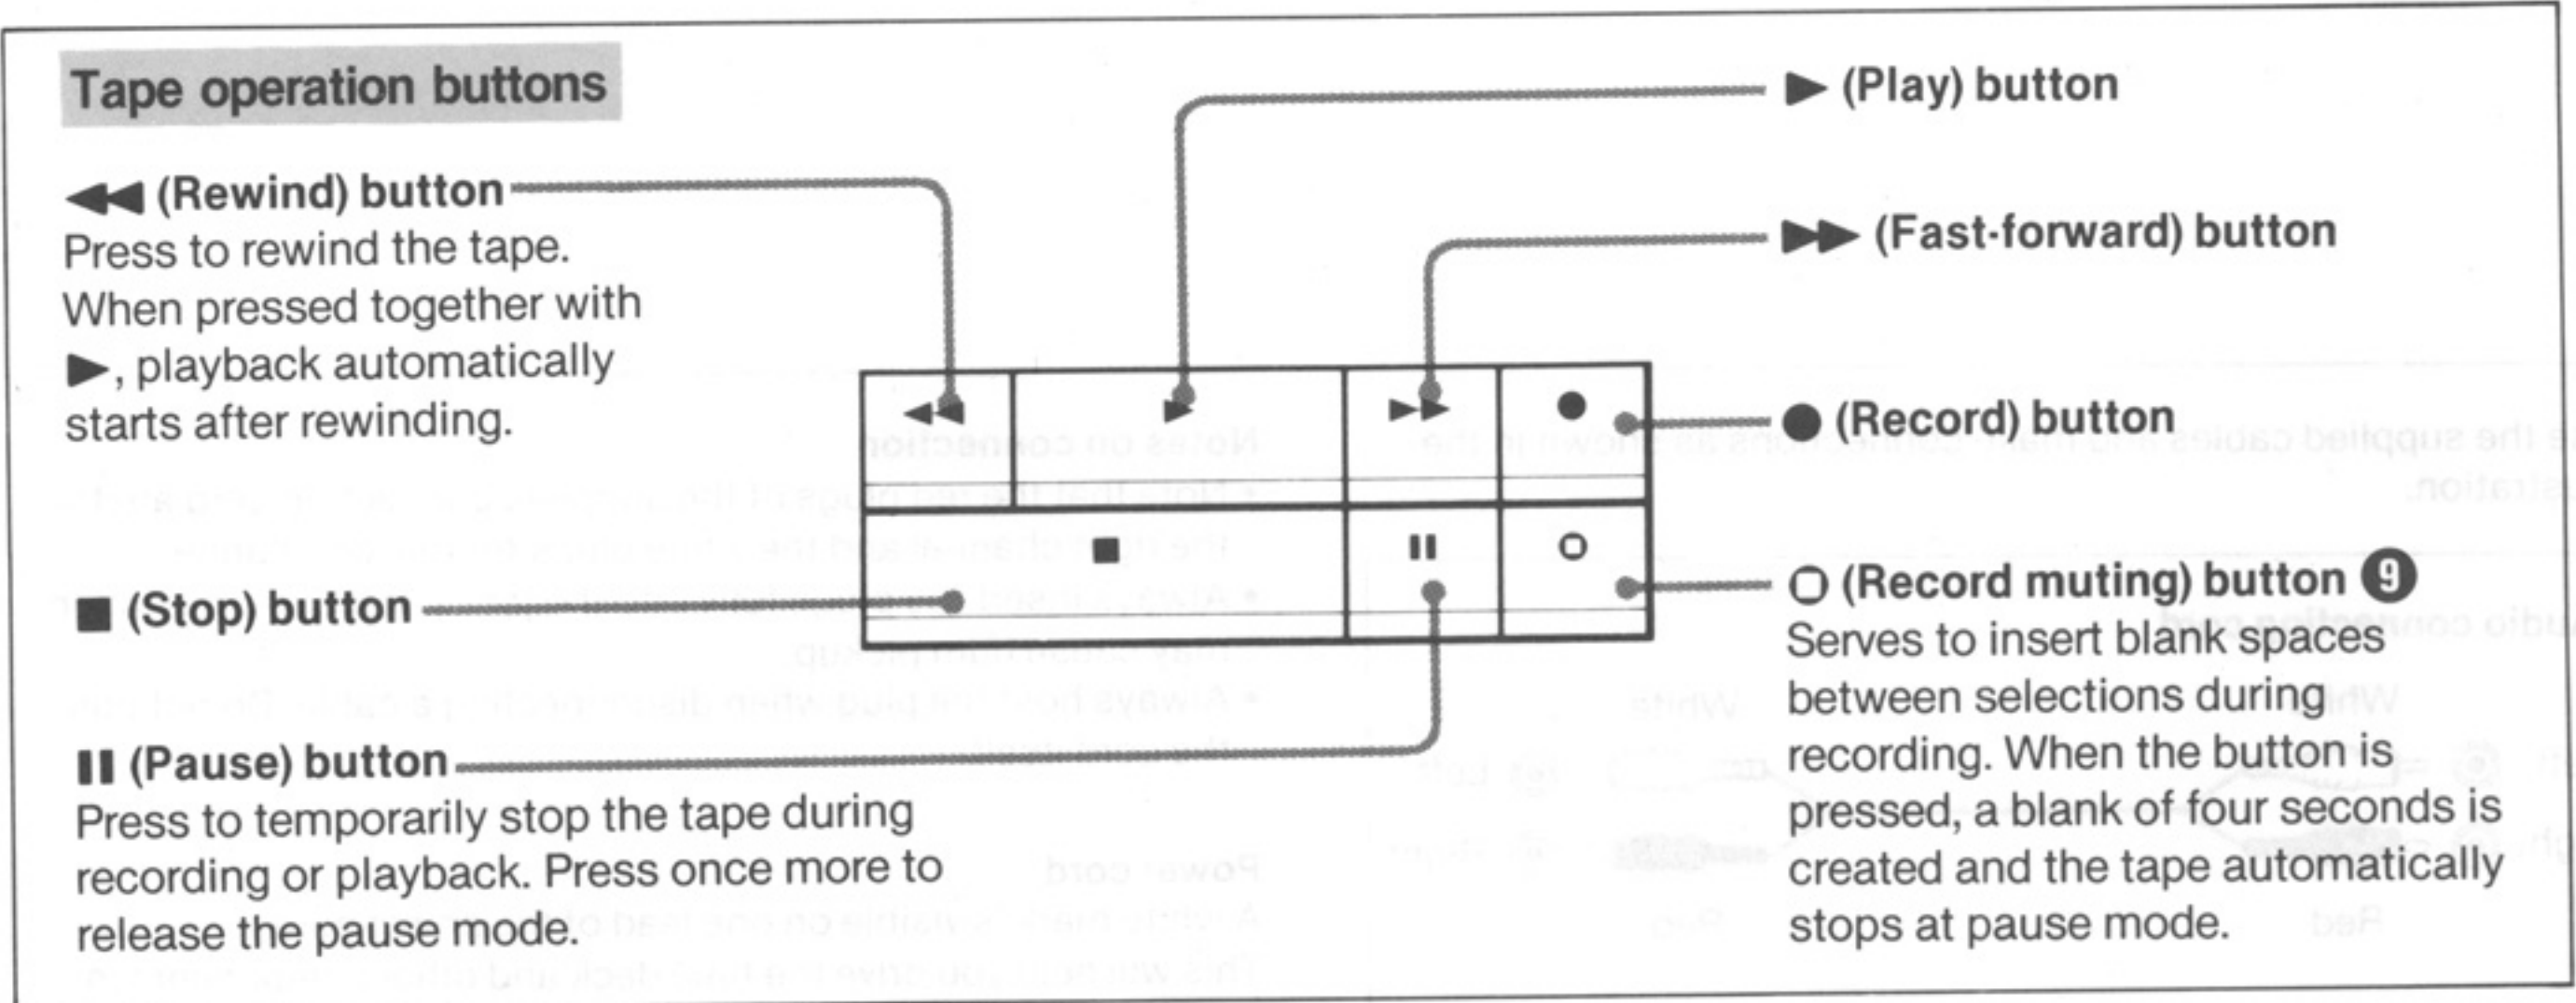 Tape operation buttons
◀◀ (Rewind) button
Press to rewind the tape.
When pressed together with
▶, playback automatically
starts after rewinding.
■ (Stop) button
❚❚ (Pause) button
Press to temporarily stop the tape during
recording or playback. Press once more to
release the pause mode.
▶ (Play) button
▶▶ (Fast-forward) button
● (Record) button
○ (Record muting) button ❾
Serves to insert blank spaces
between selections during
recording. When the button is
pressed, a blank of four seconds is
created and the tape automatically
stops at pause mode.